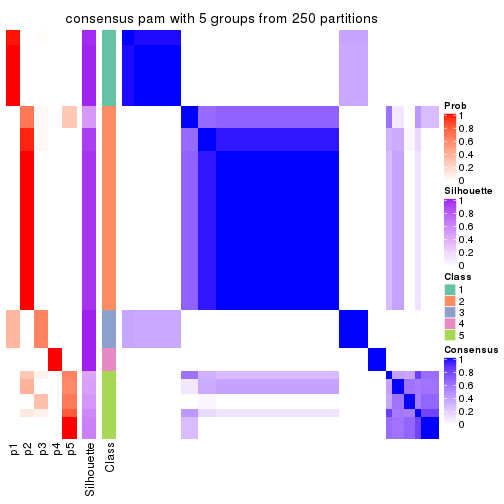 consensus pam with 5 groups from 250 partitions
Prob
1
0.8
0.6
0.4
0.2
0
Silhouette
1
0.8
0.6
0.4
0.2
0
Class
1
2
3
4
5
Consensus
1
0.8
0.6
0.4
0.2
0
p1
p2
p3
p4
p5
Silhouette
Class